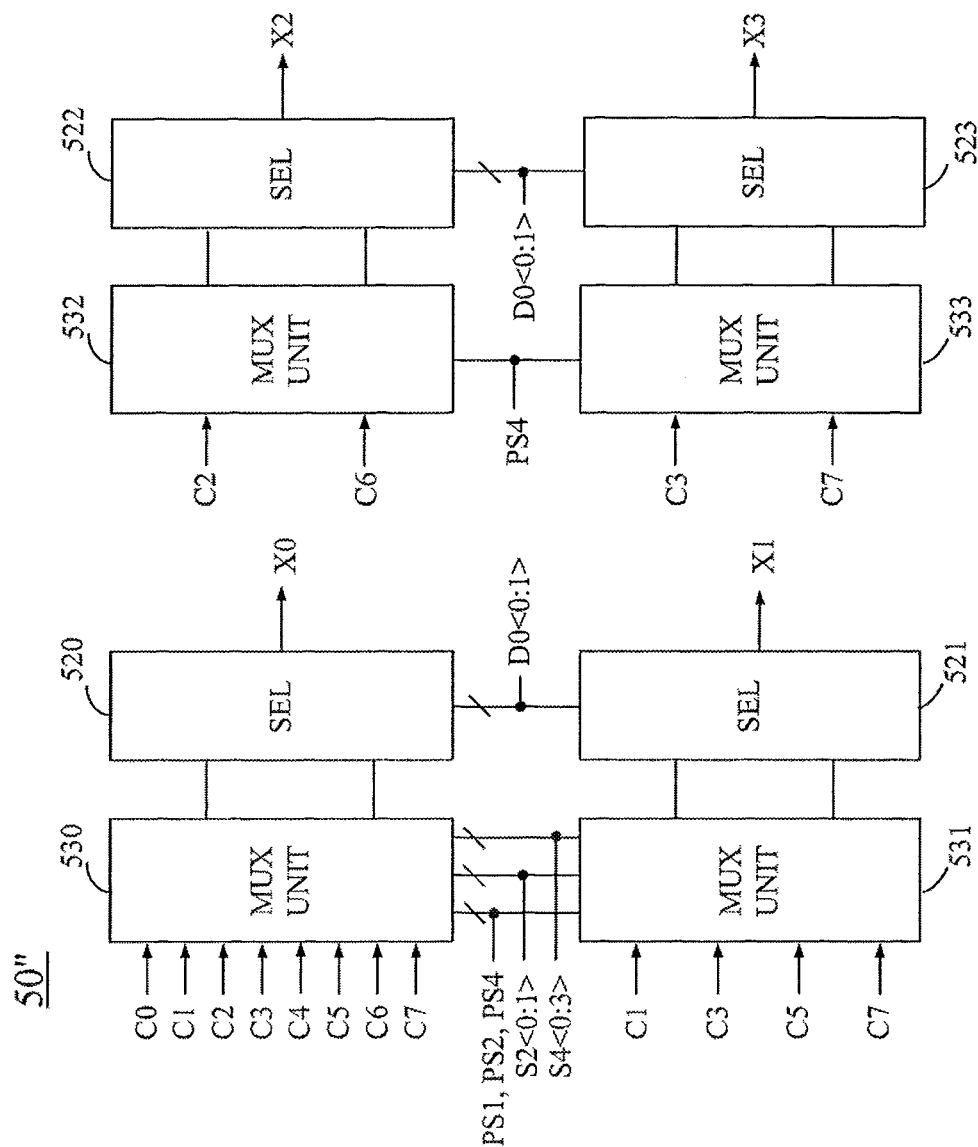 50"
530
520
532
522
C0
C1
C2
C3
C4
C5
C6
C7
MUX
UNIT
SEL
X0
C2
C6
MUX
UNIT
SEL
X2
PS1, PS2, PS4
S2<0:1>
S4<0:3>
D0<0:1>
PS4
D0<0:1>
C1
C3
C5
C7
MUX
UNIT
SEL
X1
C3
C7
MUX
UNIT
SEL
X3
531
521
533
523